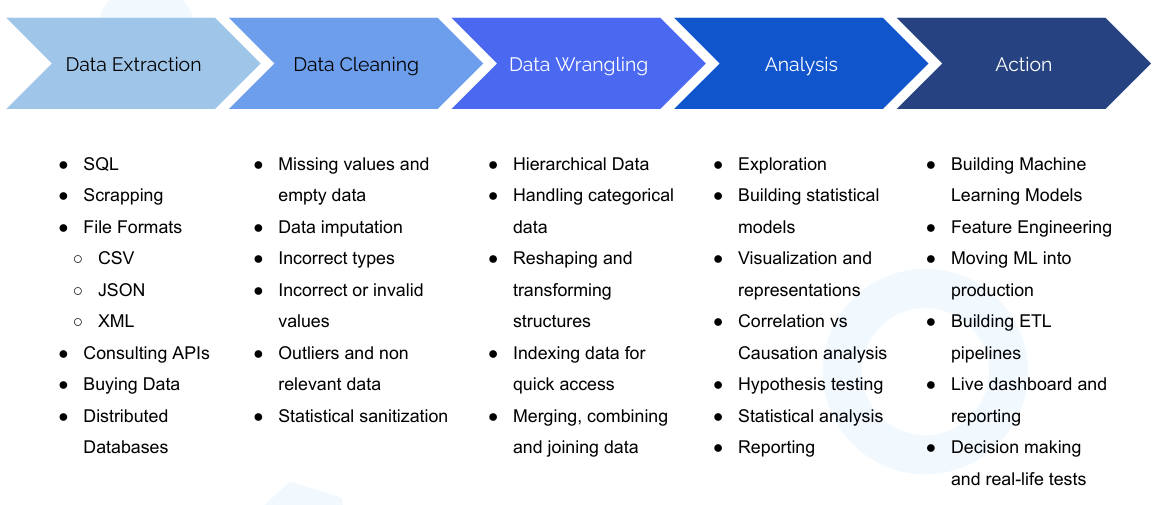 Data Extraction
Data Cleaning
Data Wrangling
Analysis
Action
● SQL
● Scrapping
● File Formats
○ CSV
○ JSON
○ XML
● Consulting APIs
● Buying Data
● Distributed
Databases
● Missing values and
empty data
● Data imputation
● Incorrect types
● Incorrect or invalid
values
● Outliers and non
relevant data
● Statistical sanitization
● Hierarchical Data
● Handling categorical
data
● Reshaping and
transforming
structures
● Indexing data for
quick access
● Merging, combining
and joining data
● Exploration
● Building statistical
models
● Visualization and
representations
● Correlation vs
Causation analysis
● Hypothesis testing
● Statistical analysis
● Reporting
● Building Machine
Learning Models
● Feature Engineering
● Moving ML into
production
● Building ETL
pipelines
● Live dashboard and
reporting
● Decision making
and real-life tests